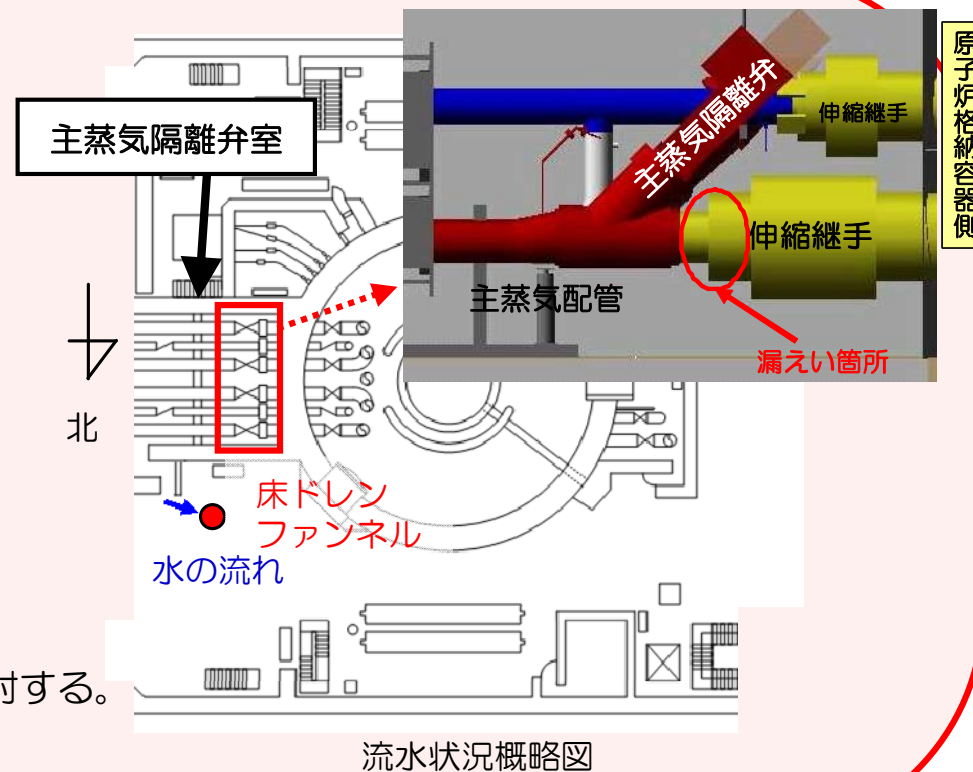 主蒸気隔離弁室
主蒸気隔離弁
伸縮継手
原子炉格納容器側
伸縮継手
主蒸気配管
漏えい箇所
北
床ドレン
ファンネル
水の流れ
討する。
流水状況概略図